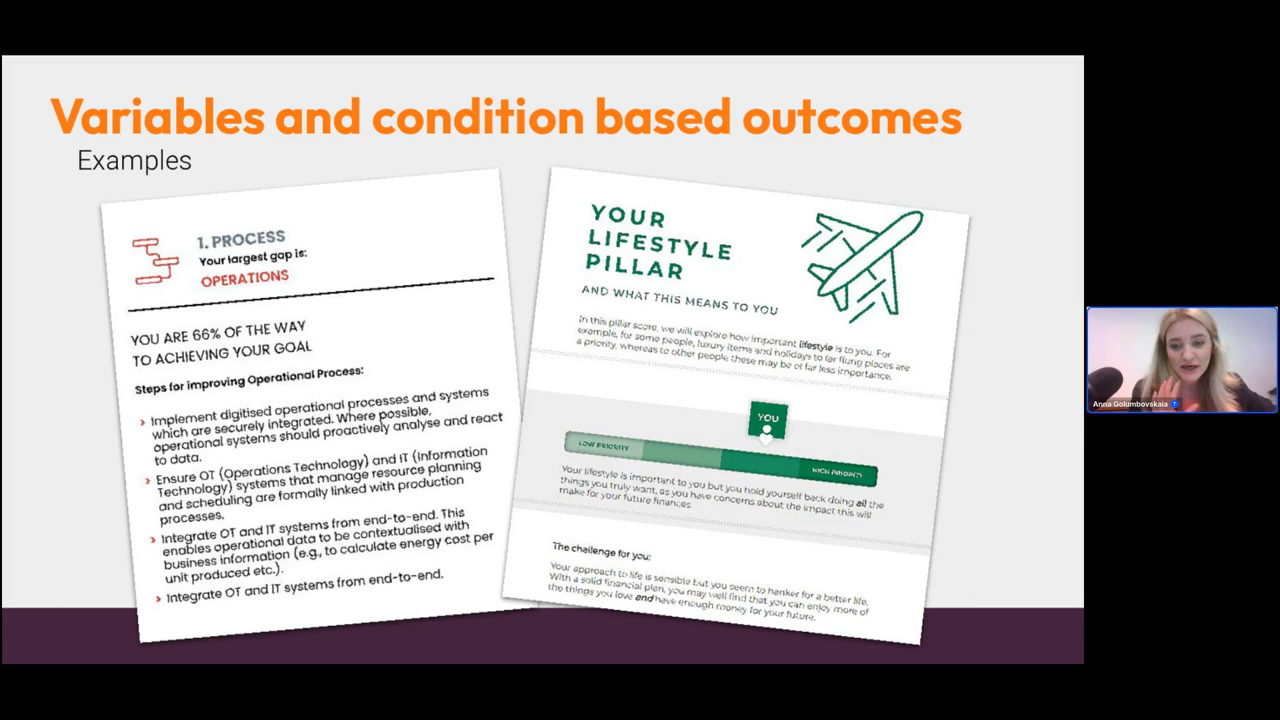 Variables and condition based outcomes
Examples
1. PROCESS
Your largest gap is:
OPERATIONS
YOU ARE 66% OF THE WAY
TO ACHIEVING YOUR GOAL
Steps for improving Operational Process:
› Implement digitised operational processes and systems
which are securely integrated. Where possible,
operational systems should proactively analyse and react
to data.
› Ensure OT (Operations Technology) and IT (Information
Technology) systems that manage resource planning
and scheduling are formally linked with production
processes.
› Integrate OT and IT systems from end-to-end. This
enables operational data to be contextualised with
business information (e.g., to calculate energy cost per
unit produced etc.).
› Integrate OT and IT systems from end-to-end.
YOUR
LIFESTYLE
PILLAR
AND WHAT THIS MEANS TO YOU
In this pillar score, we will explore how important lifestyle is to you. For
example, for some people, luxury items and holidays to far flung places are
a priority, whereas to other people these may be of far less importance.
YOU
LOW PRIORITY
HIGH PRIORITY
Your lifestyle is important to you but you hold yourself back doing all the
things you truly want, as you have concerns about the impact this will
make for your future finances
The challenge for you:
Your approach to life is sensible but you seem to hanker for a better life.
With a solid financial plan, you may well find that you can enjoy more of
the things you love and have enough money for your future.
Anna Golumbovskaia